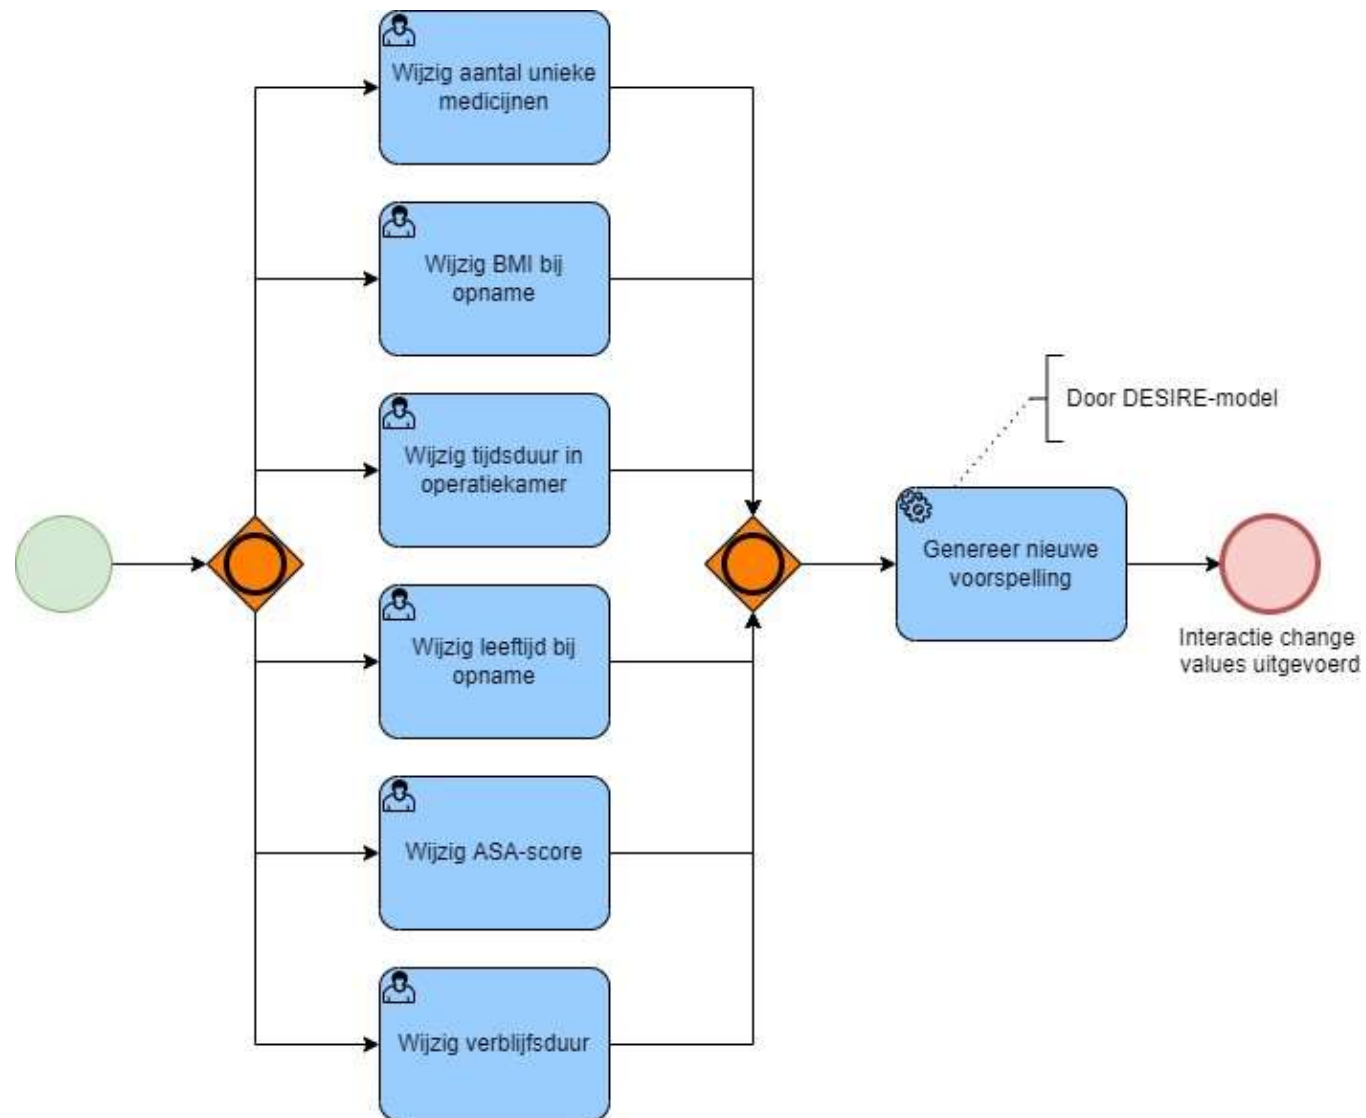 Wijzig aantal unieke
medicijnen
Wijzig BMI bij
opname
Wijzig tijdsduur in
operatiekamer
Wijzig leeftijd bij
opname
Wijzig ASA-score
Wijzig verblijfsduur
Door DESIRE-model
Genereer nieuwe
voorspelling
Interactie change
values uitgevoerd